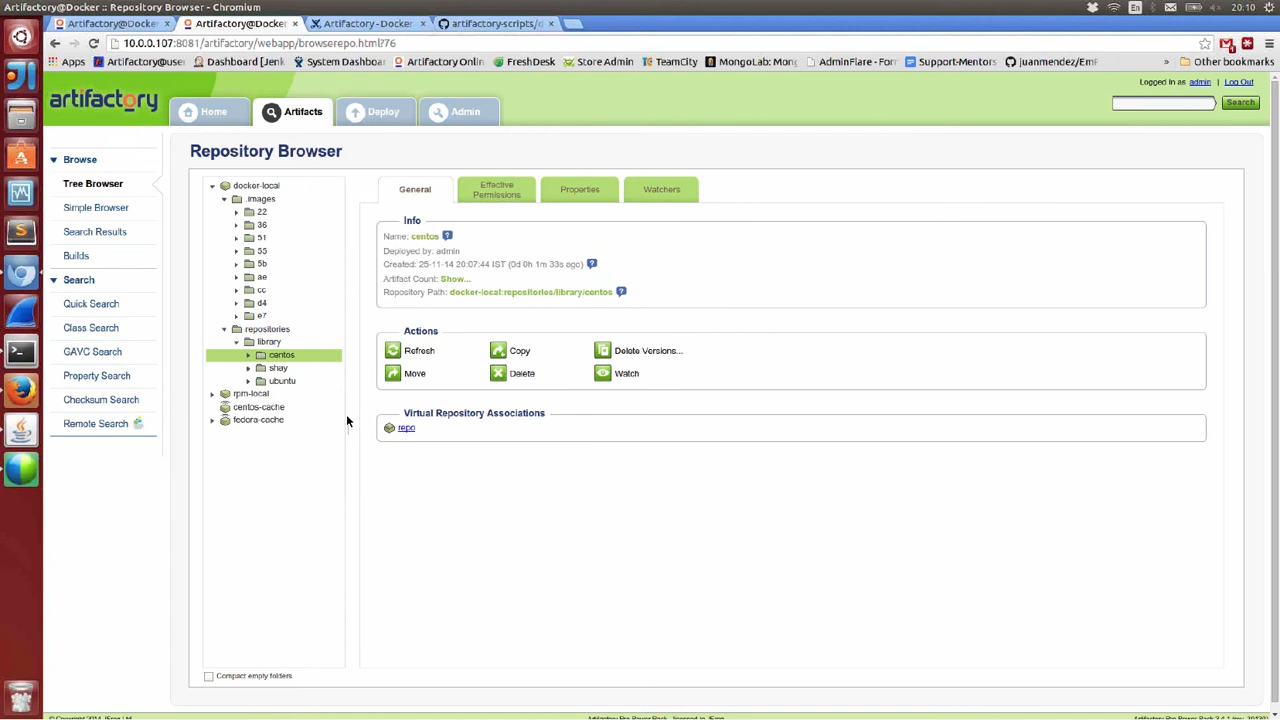 Artifactory@Docker :: Repository Browser - Chromium
En
20:10
Artifactory@Docker
Artifactory@Docker
Artifactory - Docker
artifactory-scripts/d
10.0.0.107:8081/artifactory/webapp/browserepo.html?76
Apps
Artifactory@use
Dashboard [Jenk
System Dashboa
Artifactory Onlin
FreshDesk
Store Admin
TeamCity
MongoLab: Mong
AdminFlare - For
Support-Mentors
juanmendez/Em
»
Other bookmarks
Logged in as admin | Log Out
artifactory
Home
Artifacts
Deploy
Admin
Search
Repository Browser
Browse
Tree Browser
Simple Browser
Search Results
Builds
Search
Quick Search
Class Search
GAVC Search
Property Search
Checksum Search
Remote Search
docker-local
.images
22
36
51
55
5b
ae
cc
d4
e7
repositories
library
centos
shay
ubuntu
rpm-local
centos-cache
fedora-cache
Compact empty folders
General
Effective
Permissions
Properties
Watchers
Info
Name: centos
Deployed by: admin
Created: 25-11-14 20:07:44 IST (0d 0h 1m 33s ago)
Artifact Count: Show...
Repository Path: docker-local:repositories/library/centos
Actions
Refresh
Copy
Delete Versions...
Move
Delete
Watch
Virtual Repository Associations
repo